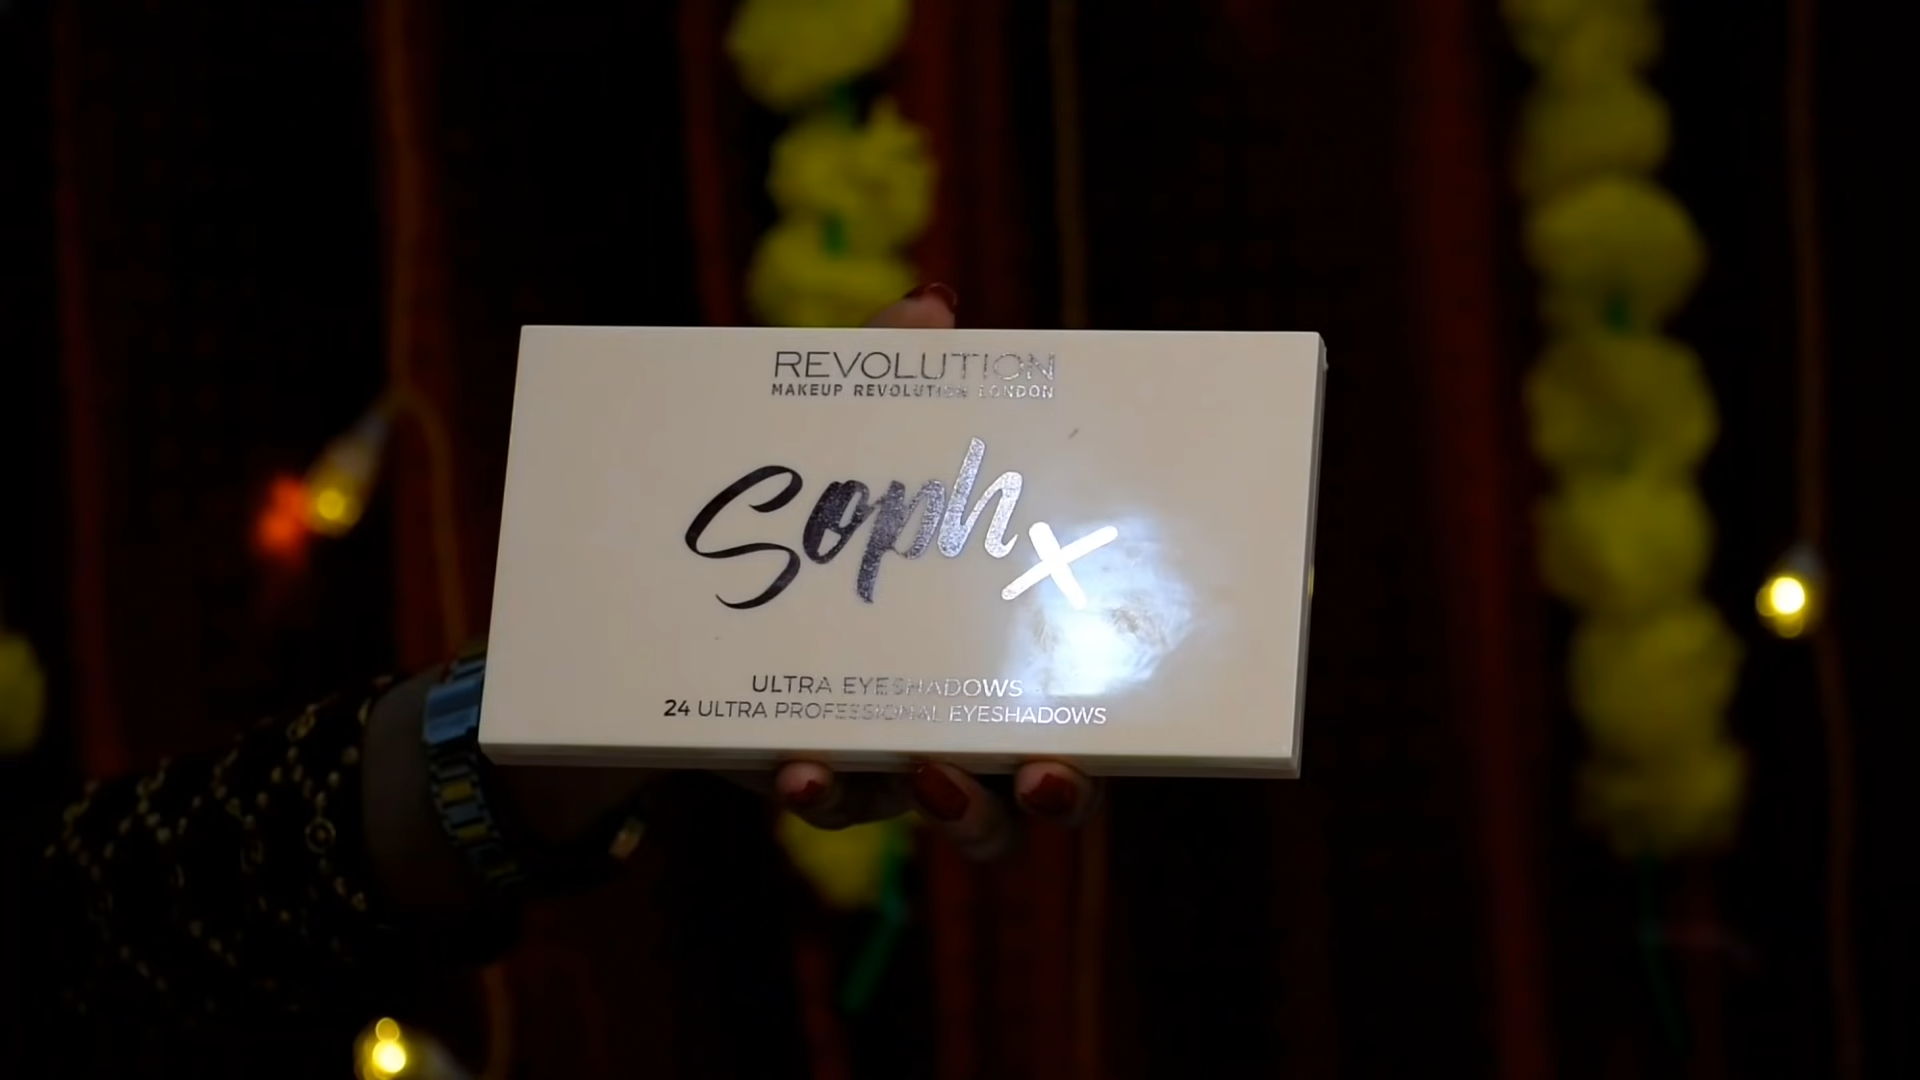 REVOLUTION
MAKEUP REVOLUTION LONDON
Soph x
ULTRA EYESHADOWS
24 ULTRA PROFESSIONAL EYESHADOWS